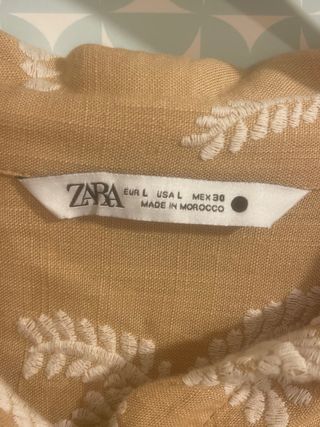 ZARA EUR L USA L MEX 30
MADE IN MOROCCO